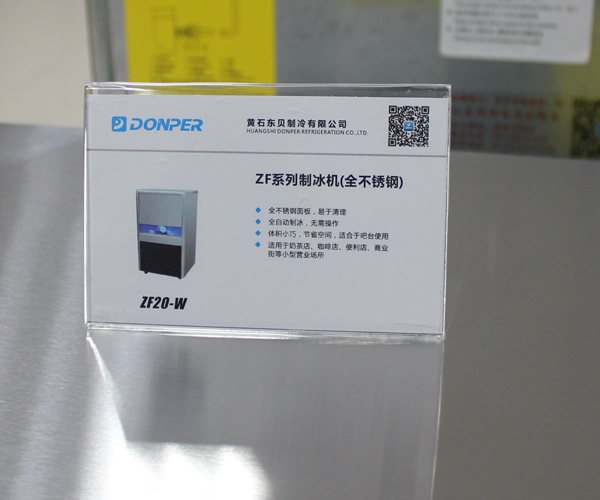 DONPER
黄石东贝制冷有限公司
HUANGSHI DONPER REFRIGERATION CO., LTD.
ZF系列制冰机(全不锈钢)
全不锈钢面板，易于清理
全自动制冰，无需操作
体积小巧，节省空间，适合于吧台使用
适用于奶茶店、咖啡店、便利店、商业
街等小型营业场所
ZF20-W